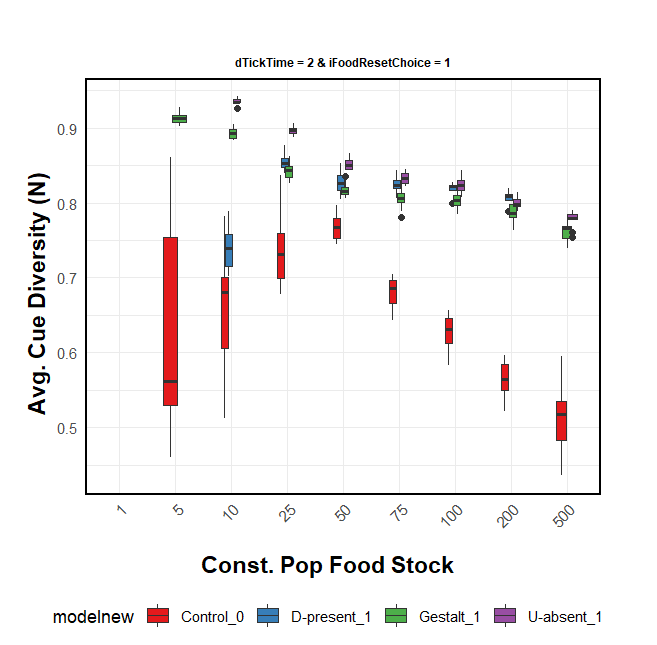 dTickTime = 2 & iFoodResetChoice = 1
Avg. Cue Diversity (N)
0.9
0.8
0.7
0.6
0.5
1 5 10 25 50 75 100 200 500
Const. Pop Food Stock
modelnew Control_0 D-present_1 Gestalt_1 U-absent_1